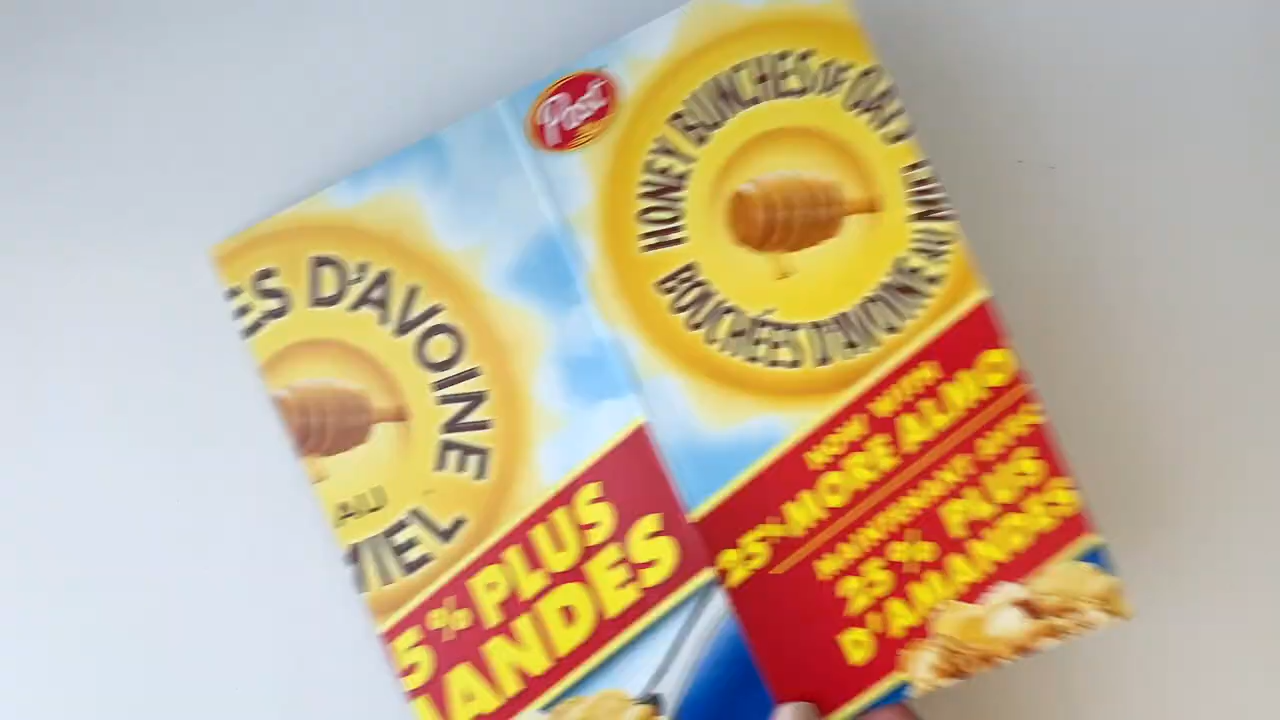 ES D'AVOINE
AU
MIEL
5% PLUS
ANDES
Post
HONEY BUNCHES OF OATS
BOUCHÉES D'AVOINE AU MIEL
NOW WITH
25% MORE ALMO
MAINTENANT AVEC
25% PLUS
D'AMANDES